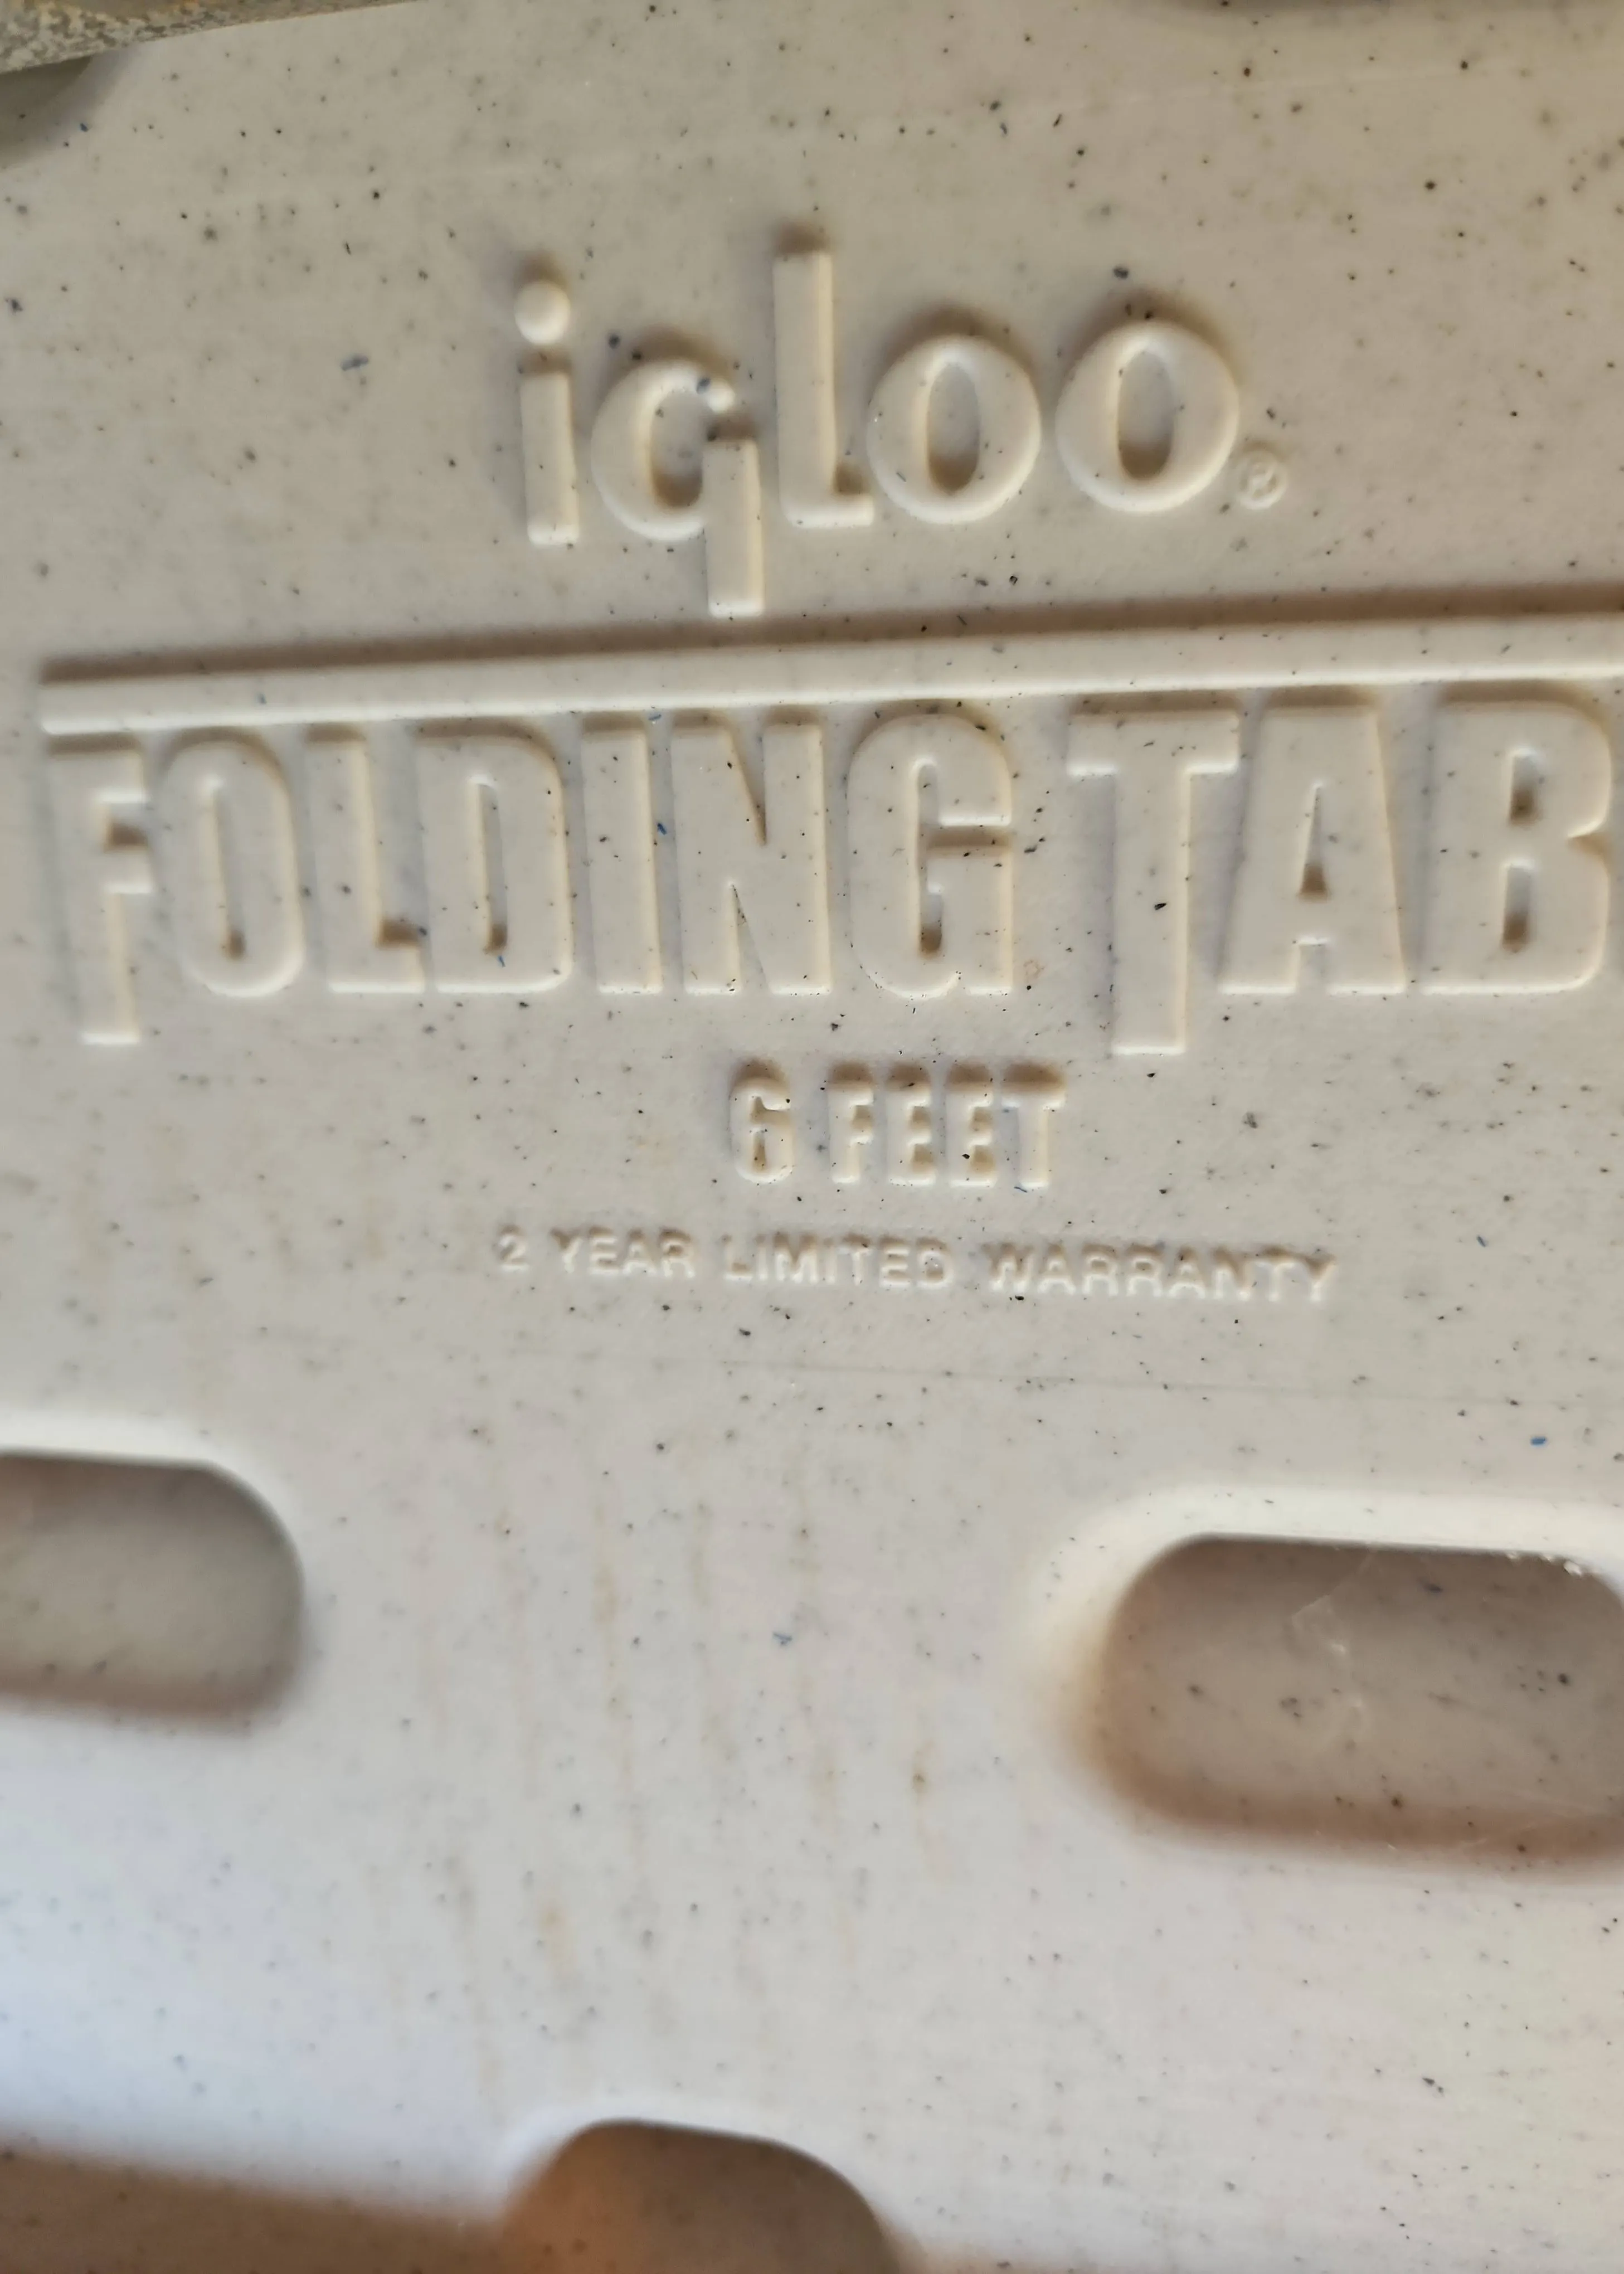 igloo®
FOLDING TAB
6 FEET
2 YEAR LIMITED WARRANTY